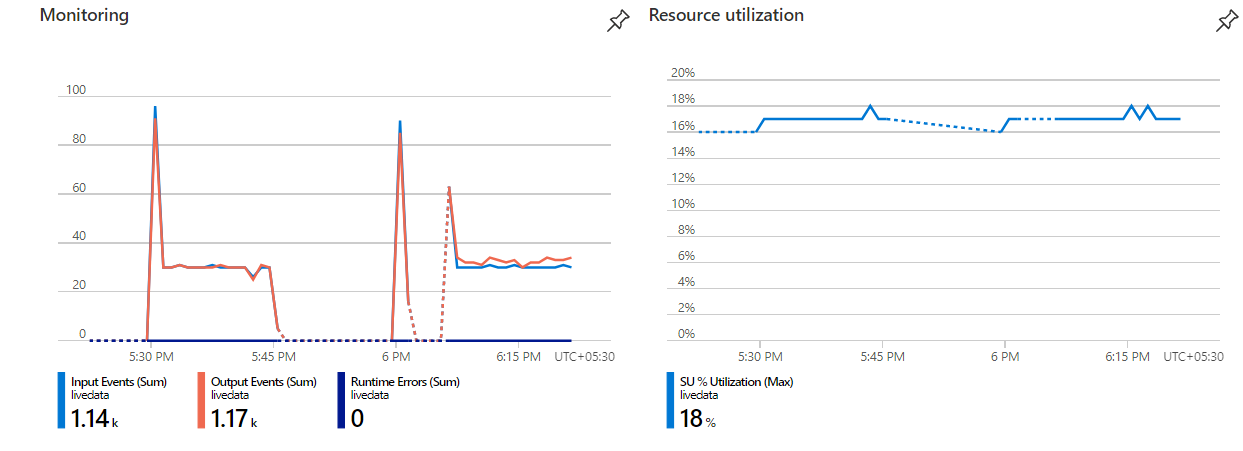 Monitoring
100
80
60
40
20
0
5:30 PM 5:45 PM 6 PM 6:15 PM UTC+05:30
Input Events (Sum)
livedata
1.14 k
Output Events (Sum)
livedata
1.17 k
Runtime Errors (Sum)
livedata
0
Resource utilization
20%
18%
16%
14%
12%
10%
8%
6%
4%
2%
0%
5:30 PM 5:45 PM 6 PM 6:15 PM UTC+05:30
SU % Utilization (Max)
livedata
18 %